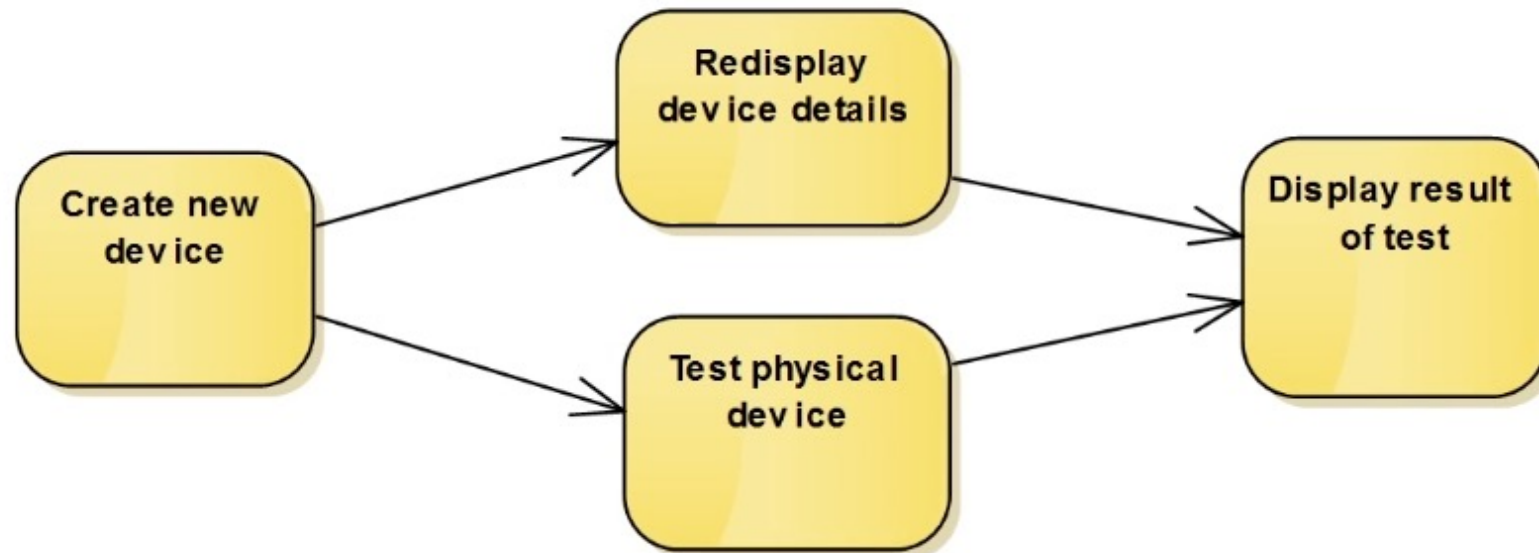 Create new
device
Redisplay
device details
Test physical
device
Display result
of test